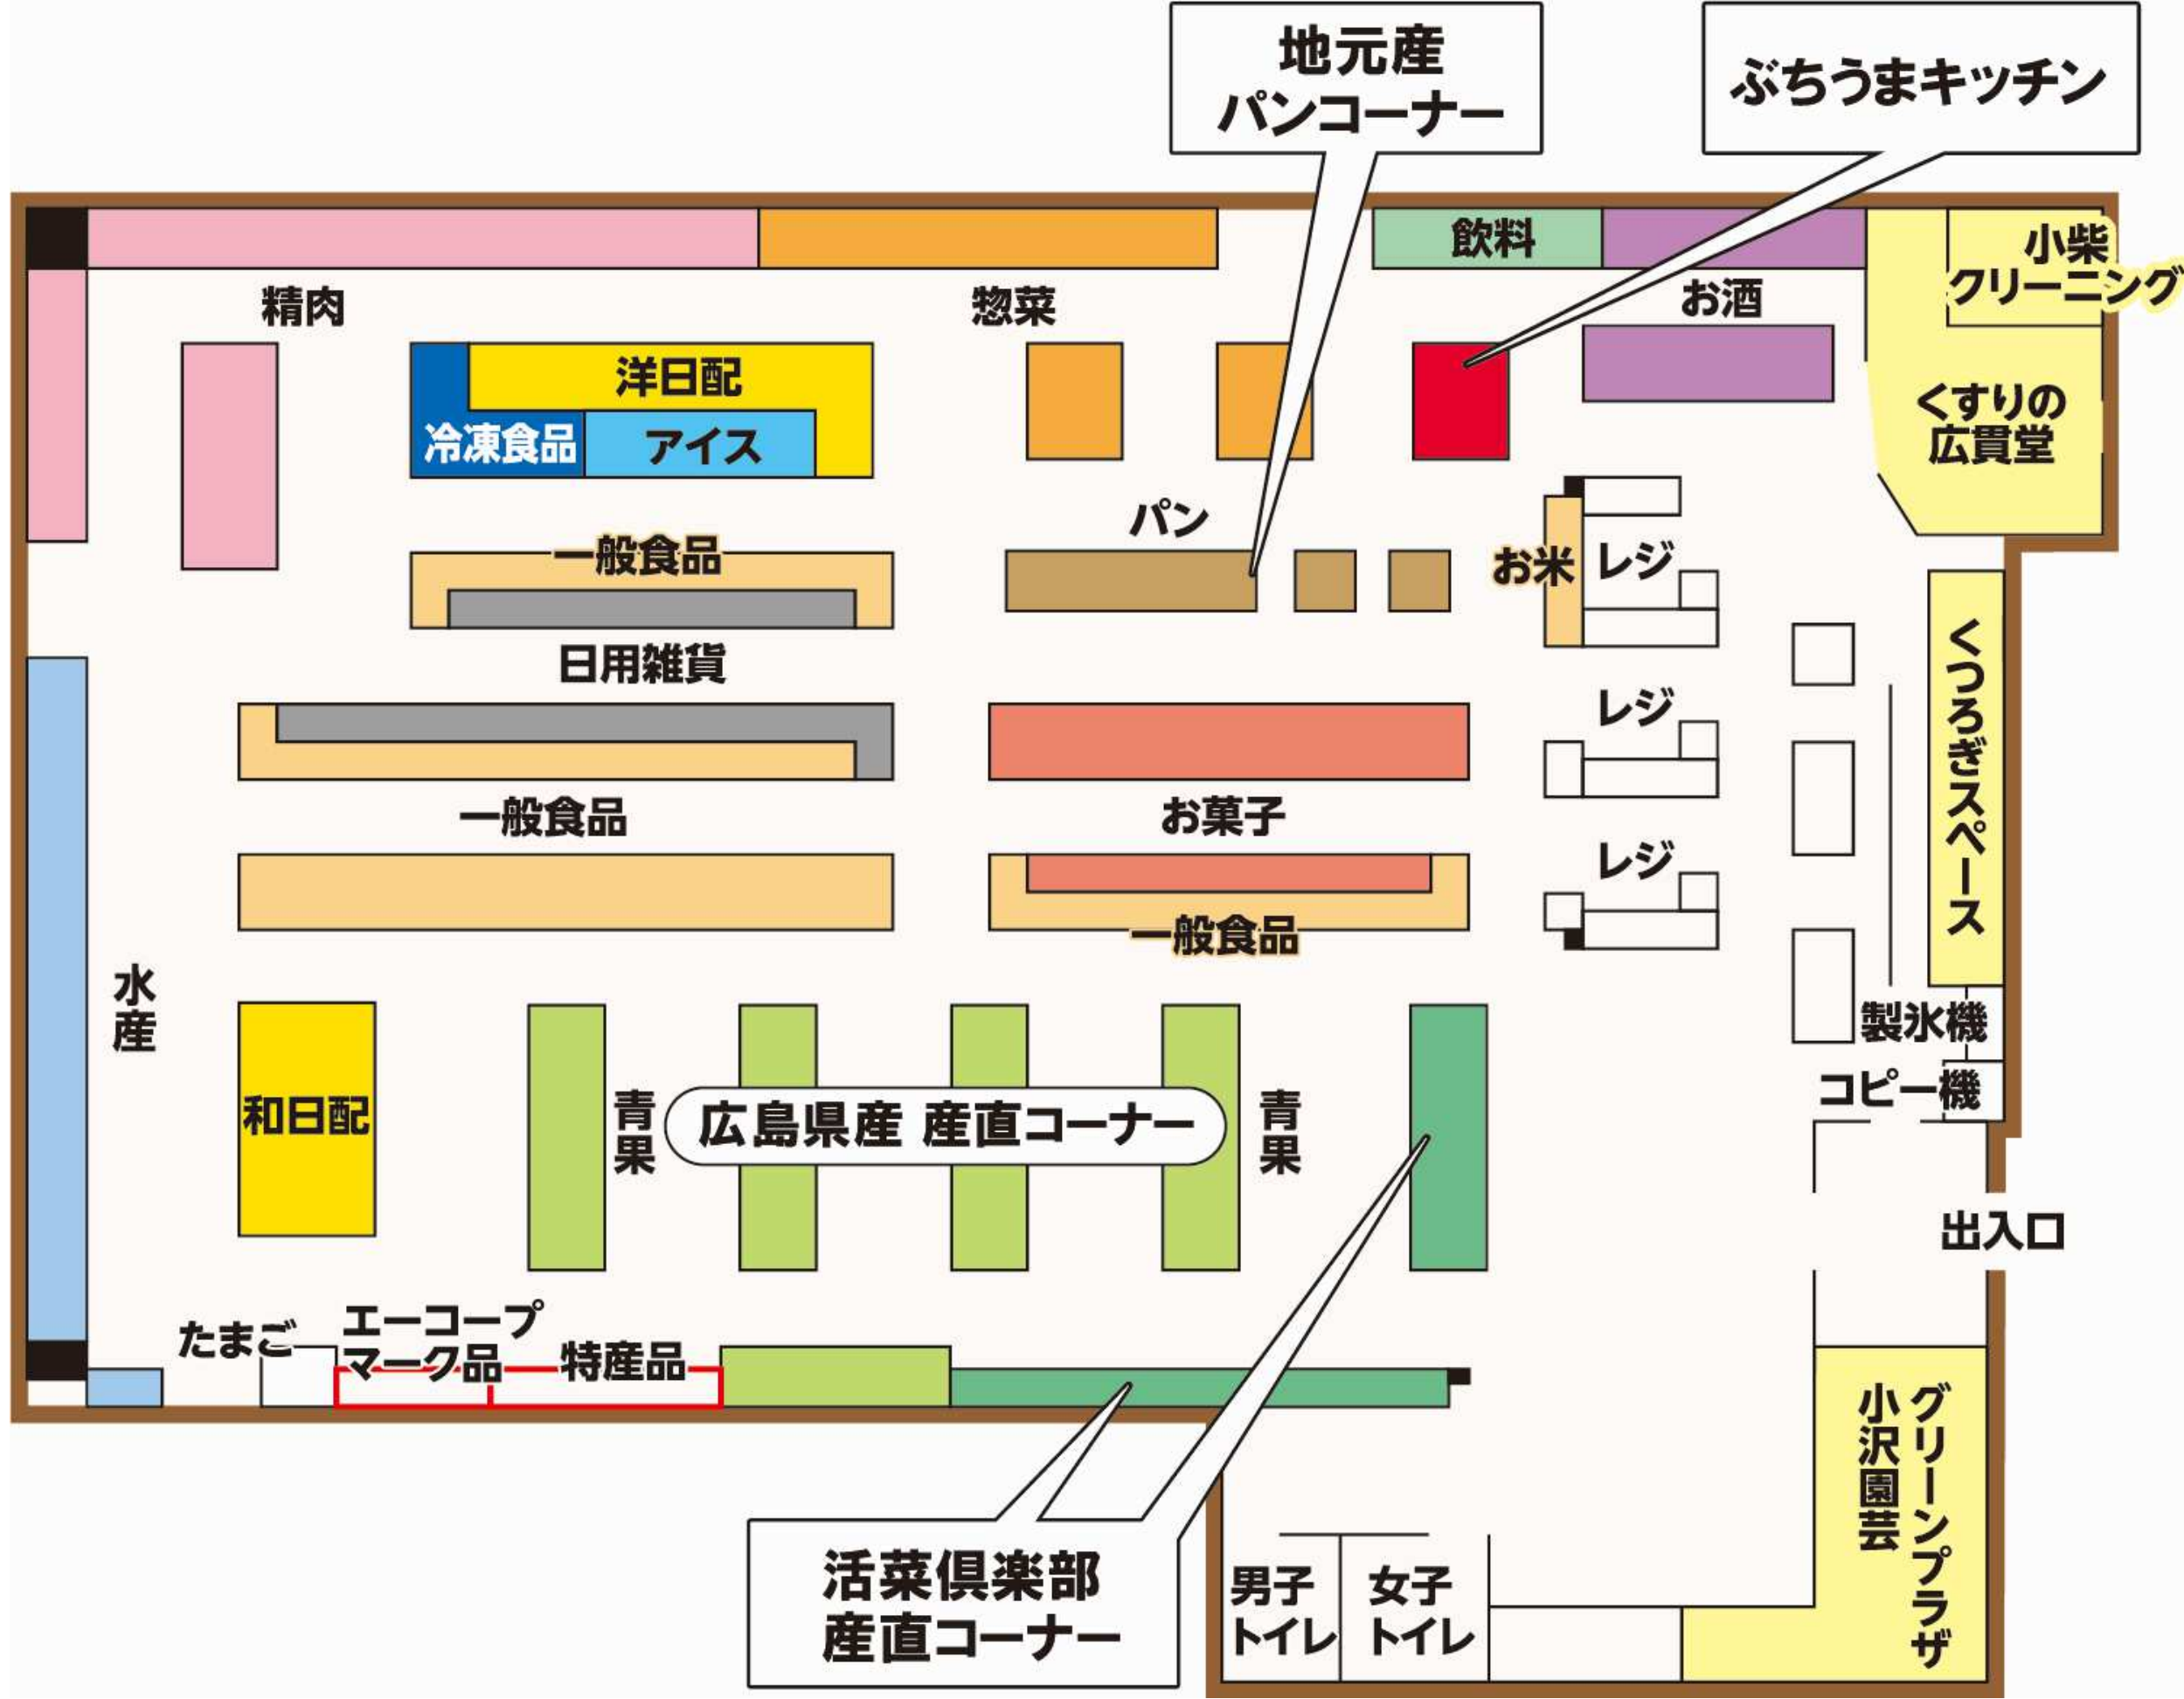 地元産
パンコーナー
ぶちうまキッチン
飲料
小柴
クリーニング
精肉
惣菜
お酒
洋日配
冷凍食品
アイス
くすりの
広貫堂
パン
一般食品
お米
レジ
日用雑貨
くつろぎスペース
レジ
一般食品
お菓子
レジ
一般食品
水産
製氷機
コピー機
和日配
青果
広島県産 産直コーナー
青果
出入口
たまご
エーコープ
マーク品
特産品
グリーンプラザ
小沢園芸
活菜倶楽部
産直コーナー
男子
トイレ
女子
トイレ